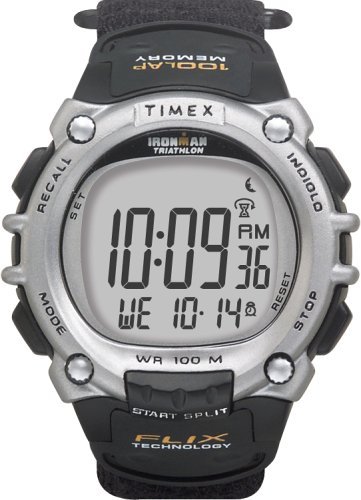 100LAP
MEMORY
TIMEX
IRONMAN
TRIATHLON
RECALL
INDIGLO
SET
10:09 AM
36
WE 10-14
RESET
MODE
STOP
WR 100 M
START SPLIT
FLIX
TECHNOLOGY